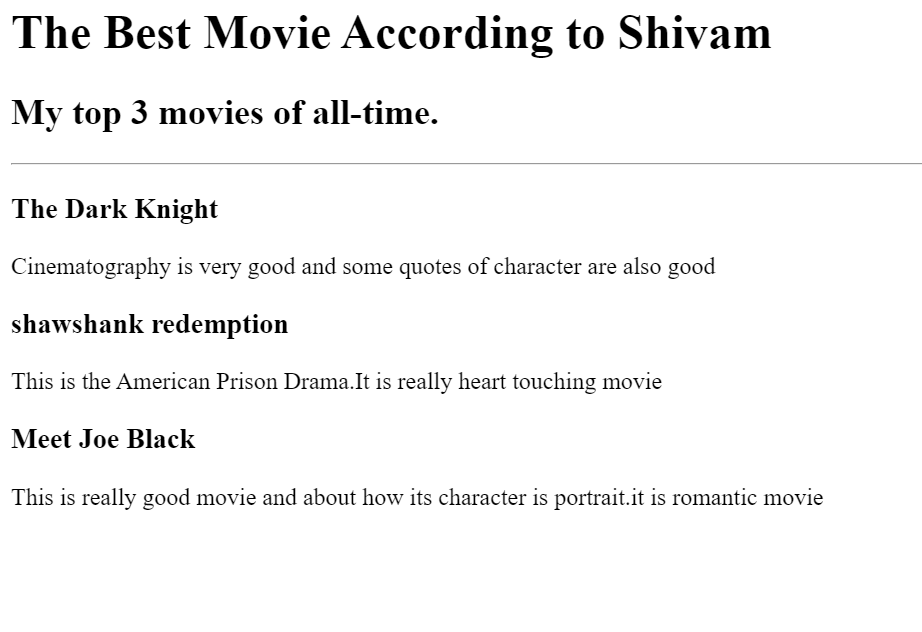 The Best Movie According to Shivam
My top 3 movies of all-time.
The Dark Knight
Cinematography is very good and some quotes of character are also good
shawshank redemption
This is the American Prison Drama.It is really heart touching movie
Meet Joe Black
This is really good movie and about how its character is portrait.it is romantic movie